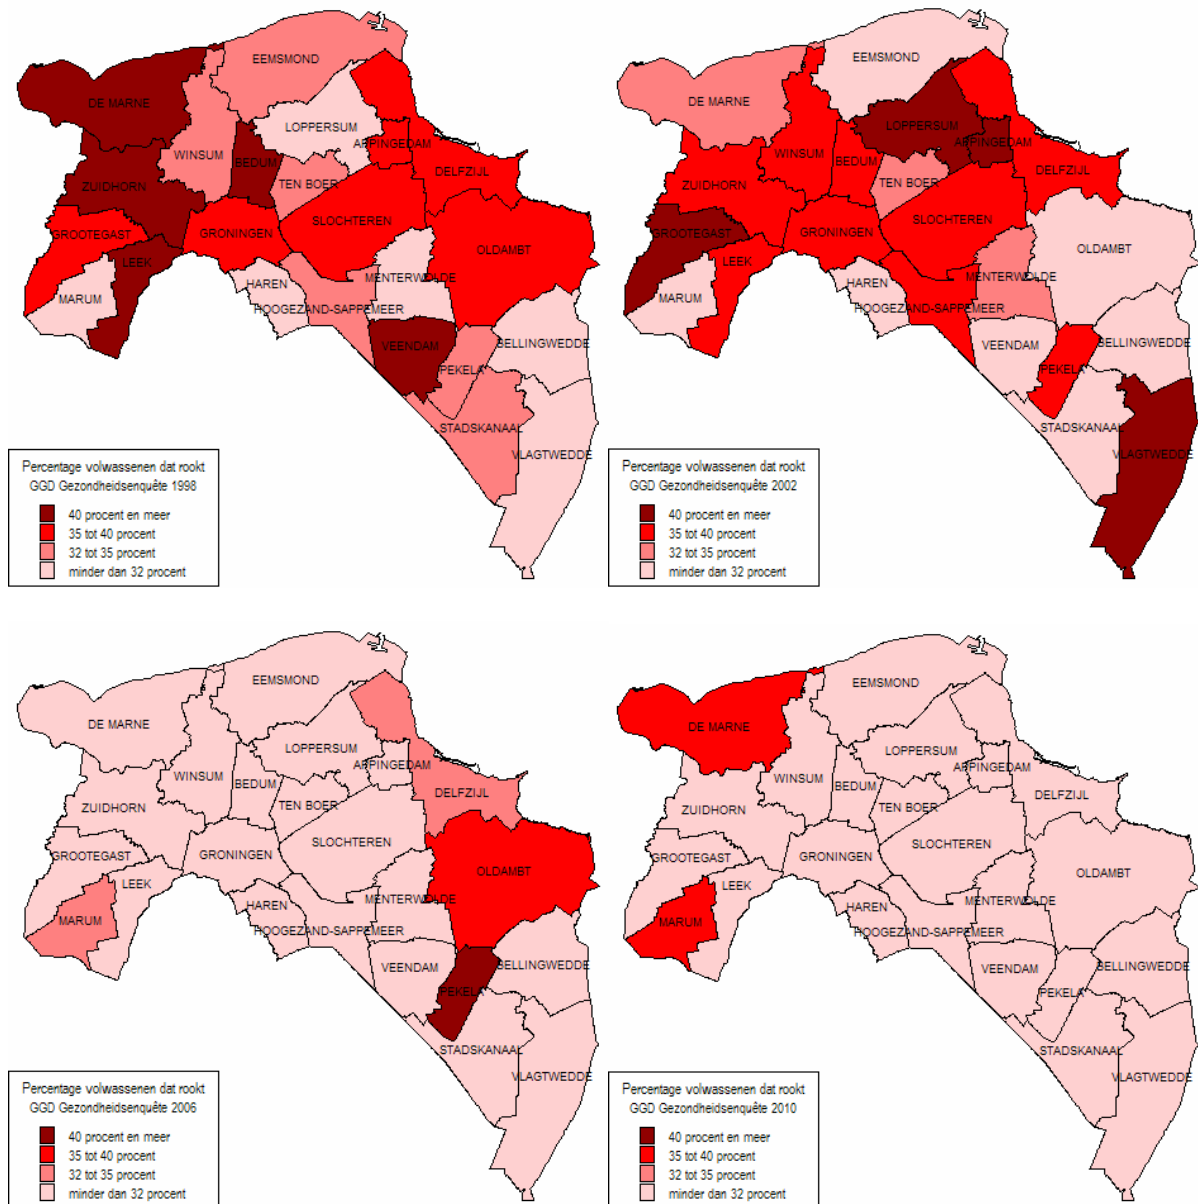 EEMSMOND
DE MARNE
LOPPERSUM
WINSUM
BEDUM
APPINGEDAM
TEN BOER
DELFZIJL
ZUIDHORN
SLOCHTEREN
GROOTEGAST
GRONINGEN
OLDAMBT
LEEK
MENTERWOLDE
HAREN
MARUM
HOOGEZAND-SAPPEMEER
VEENDAM
BELLINGWEDDE
PEKELA
STADSKANAAL
VLAGTWEDDE
Percentage volwassenen dat rookt
GGD Gezondheidsenquête 1998
40 procent en meer
35 tot 40 procent
32 tot 35 procent
minder dan 32 procent
EEMSMOND
DE MARNE
LOPPERSUM
WINSUM
BEDUM
APPINGEDAM
TEN BOER
DELFZIJL
ZUIDHORN
SLOCHTEREN
GROOTEGAST
GRONINGEN
OLDAMBT
LEEK
MENTERWOLDE
HAREN
MARUM
HOOGEZAND-SAPPEMEER
VEENDAM
BELLINGWEDDE
PEKELA
STADSKANAAL
VLAGTWEDDE
Percentage volwassenen dat rookt
GGD Gezondheidsenquête 2002
40 procent en meer
35 tot 40 procent
32 tot 35 procent
minder dan 32 procent
EEMSMOND
DE MARNE
LOPPERSUM
WINSUM
APPINGEDAM
BEDUM
DELFZIJL
TEN BOER
ZUIDHORN
SLOCHTEREN
GROOTEGAST
GRONINGEN
OLDAMBT
LEEK
MENTERWOLDE
HAREN
MARUM
HOOGEZAND-SAPPEMEER
VEENDAM
BELLINGWEDDE
PEKELA
STADSKANAAL
VLAGTWEDDE
Percentage volwassenen dat rookt
GGD Gezondheidsenquête 2006
40 procent en meer
35 tot 40 procent
32 tot 35 procent
minder dan 32 procent
EEMSMOND
DE MARNE
LOPPERSUM
WINSUM
APPINGEDAM
BEDUM
DELFZIJL
TEN BOER
ZUIDHORN
SLOCHTEREN
GROOTEGAST
GRONINGEN
OLDAMBT
LEEK
MENTERWOLDE
HAREN
MARUM
HOOGEZAND-SAPPEMEER
VEENDAM
BELLINGWEDDE
PEKELA
STADSKANAAL
VLAGTWEDDE
Percentage volwassenen dat rookt
GGD Gezondheidsenquête 2010
40 procent en meer
35 tot 40 procent
32 tot 35 procent
minder dan 32 procent